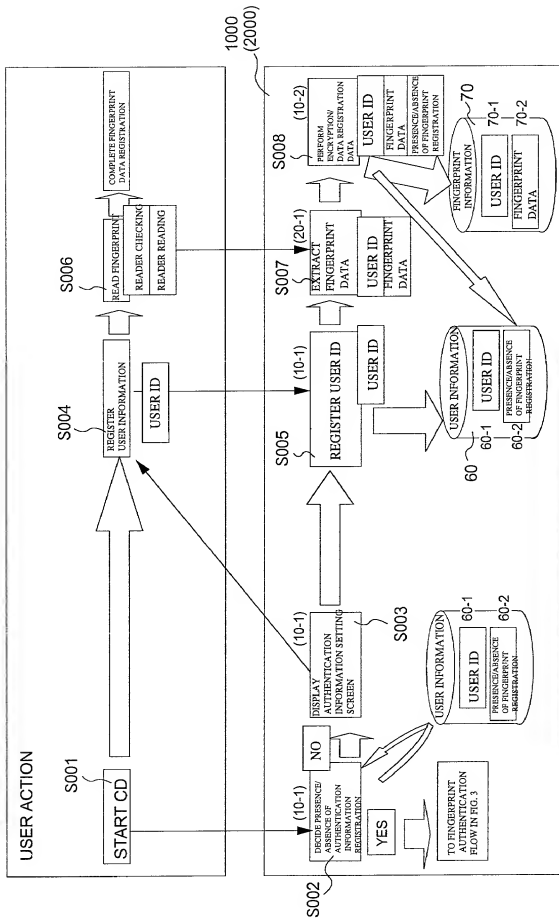 USER ACTION
S001
START CD
S004
REGISTER
USER INFORMATION
USER ID
S006
READ FINGERPRINT
READER CHECKING
READER READING
COMPLETE FINGERPRINT
DATA REGISTRATION
1000
(2000)
S002
(10-1)
DECIDE PRESENCE/
ABSENCE OF
AUTHENTICATION
INFORMATION
REGISTRATION
YES
NO
TO FINGERPRINT
AUTHENTICATION
FLOW IN FIG. 3
(10-1)
DISPLAY
AUTHENTICATION
INFORMATION SETTING
SCREEN
S003
USER INFORMATION
60-1
USER ID
60-2
PRESENCE/ABSENCE
OF FINGERPRINT
REGISTRATION
S005
(10-1)
REGISTER USER ID
USER ID
USER INFORMATION
60
60-1
USER ID
60-2
PRESENCE/ABSENCE
OF FINGERPRINT
REGISTRATION
S007
(20-1)
EXTRACT
FINGERPRINT
DATA
USER ID
FINGERPRINT
DATA
S008
(10-2)
PERFORM
ENCRYPTION/
DATA REGISTRATION
DATA
USER ID
FINGERPRINT
DATA
PRESENCE/ABSENCE
OF FINGERPRINT
REGISTRATION
FINGERPRINT
INFORMATION
70
70-1
USER ID
70-2
FINGERPRINT
DATA